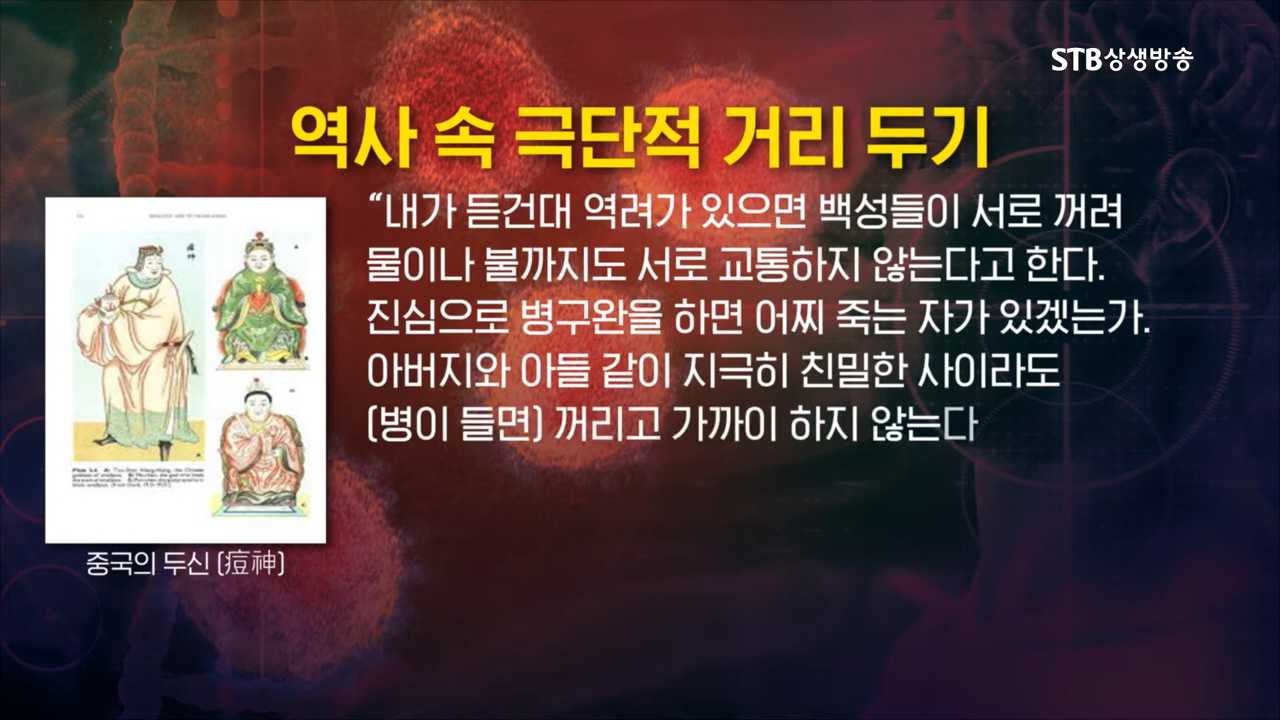 STB상생방송
역사 속 극단적 거리 두기
“내가 듣건대 역려가 있으면 백성들이 서로 꺼려
물이나 불까지도 서로 교통하지 않는다고 한다.
진심으로 병구완을 하면 어찌 죽는 자가 있겠는가.
아버지와 아들 같이 지극히 친밀한 사이라도
(병이 들면) 꺼리고 가까이 하지 않는다
중국의 두신 (痘神)